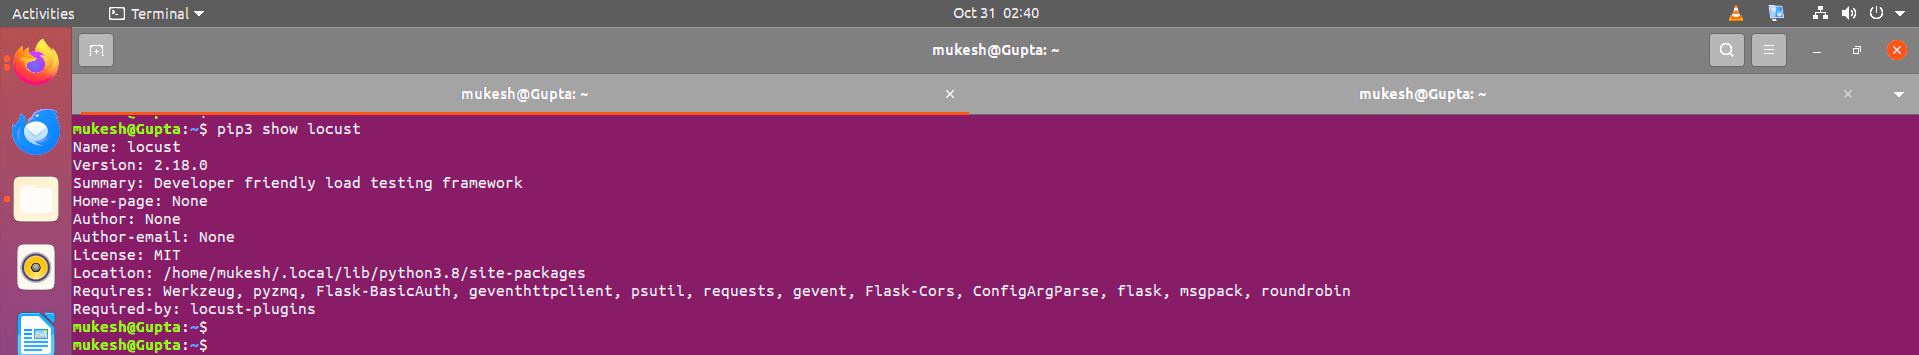 Activities Terminal Oct 31 02:40
mukesh@Gupta: ~
mukesh@Gupta: ~ mukesh@Gupta: ~
mukesh@Gupta:~$ pip3 show locust
Name: locust
Version: 2.18.0
Summary: Developer friendly load testing framework
Home-page: None
Author: None
Author-email: None
License: MIT
Location: /home/mukesh/.local/lib/python3.8/site-packages
Requires: Werkzeug, pyzmq, Flask-BasicAuth, geventhttpclient, psutil, requests, gevent, Flask-Cors, ConfigArgParse, flask, msgpack, roundrobin
Required-by: locust-plugins
mukesh@Gupta:~$
mukesh@Gupta:~$